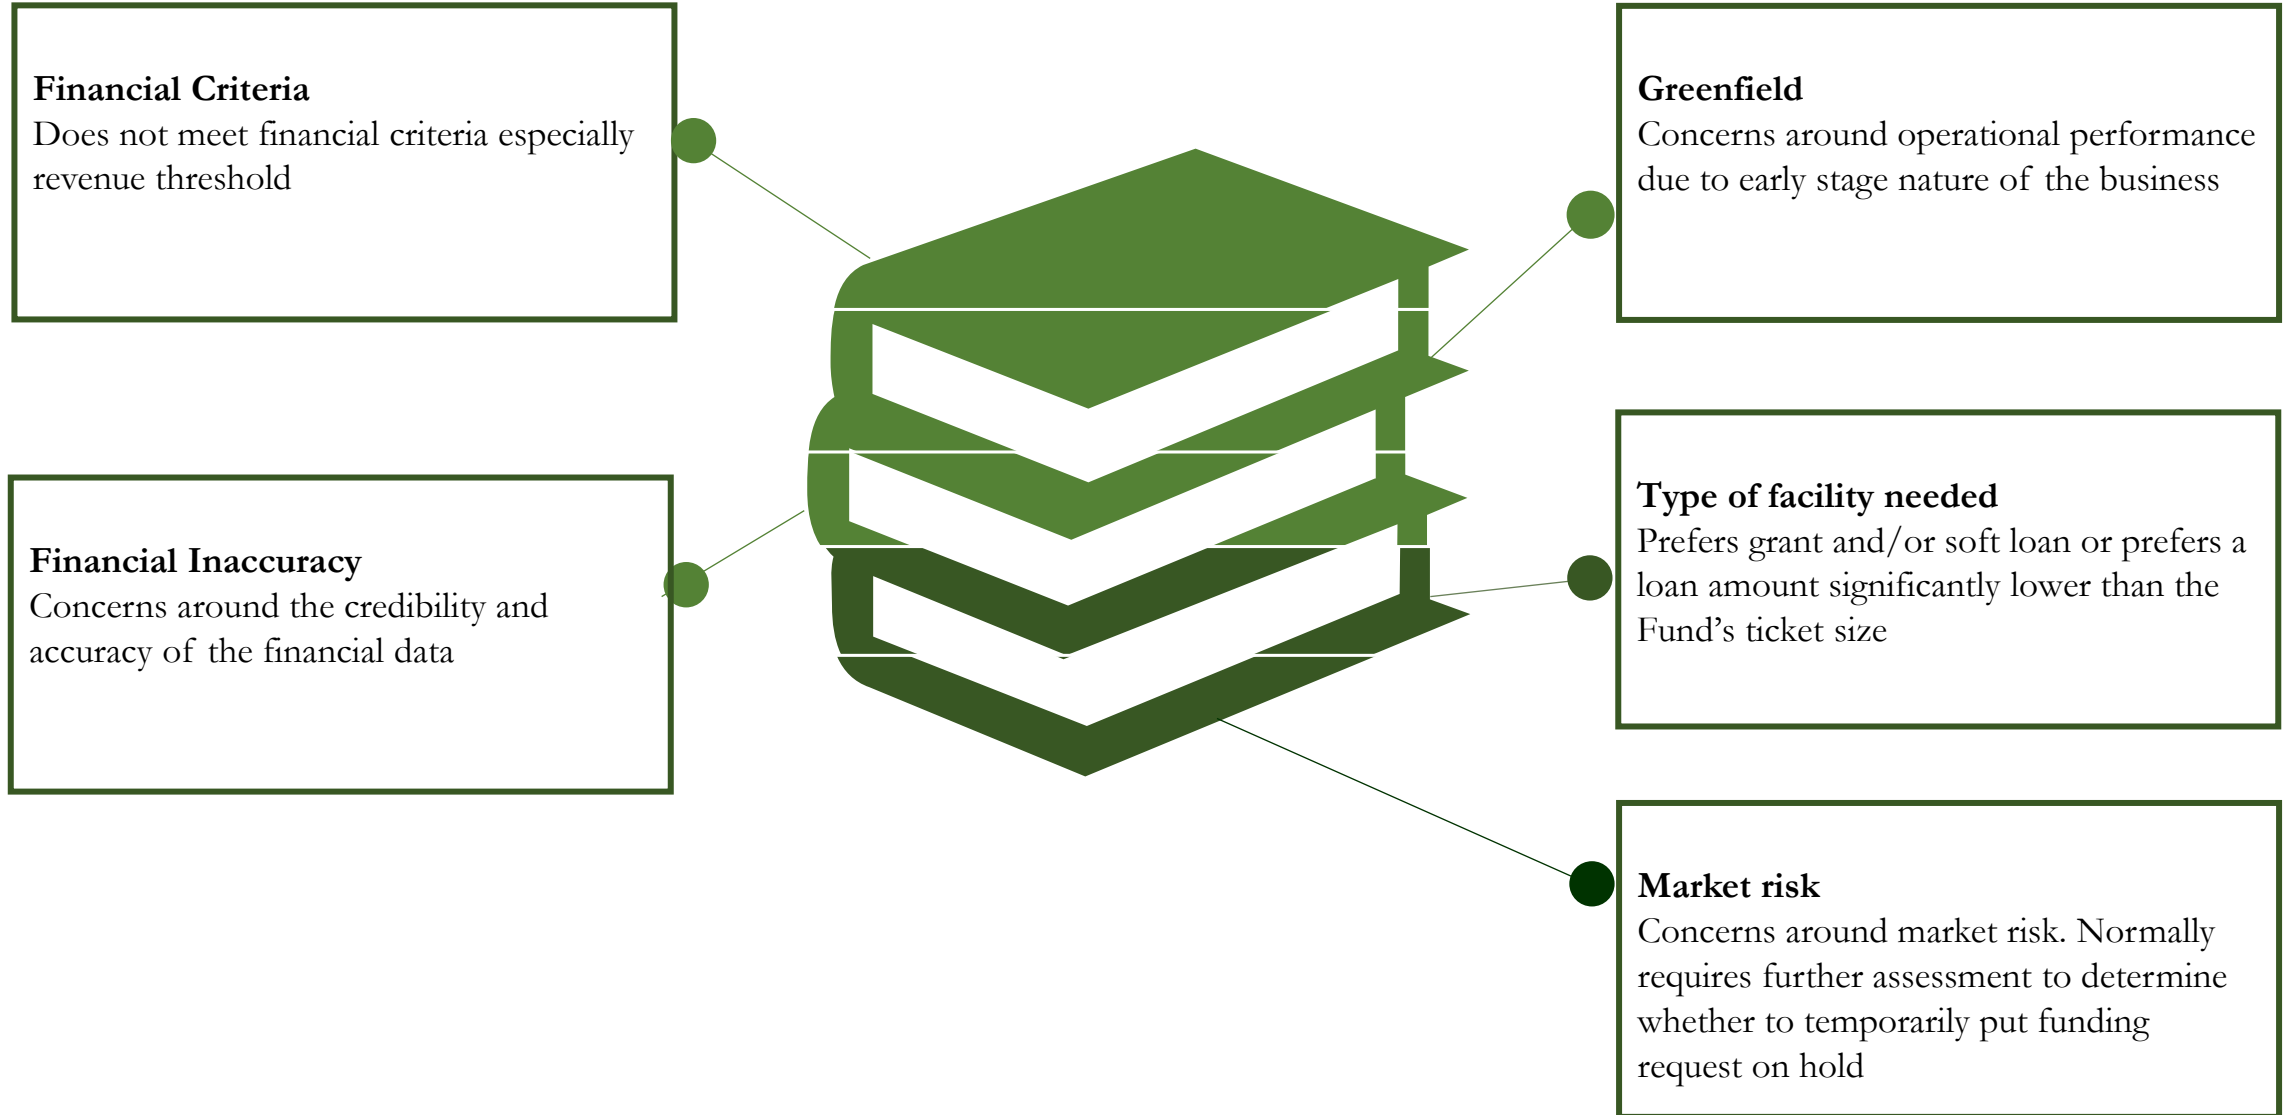 Financial Criteria
Does not meet financial criteria especially
revenue threshold
Financial Inaccuracy
Concerns around the credibility and
accuracy of the financial data
Greenfield
Concerns around operational performance
due to early stage nature of the business
Type of facility needed
Prefers grant and/or soft loan or prefers a
loan amount significantly lower than the
Fund’s ticket size
Market risk
Concerns around market risk. Normally
requires further assessment to determine
whether to temporarily put funding
request on hold